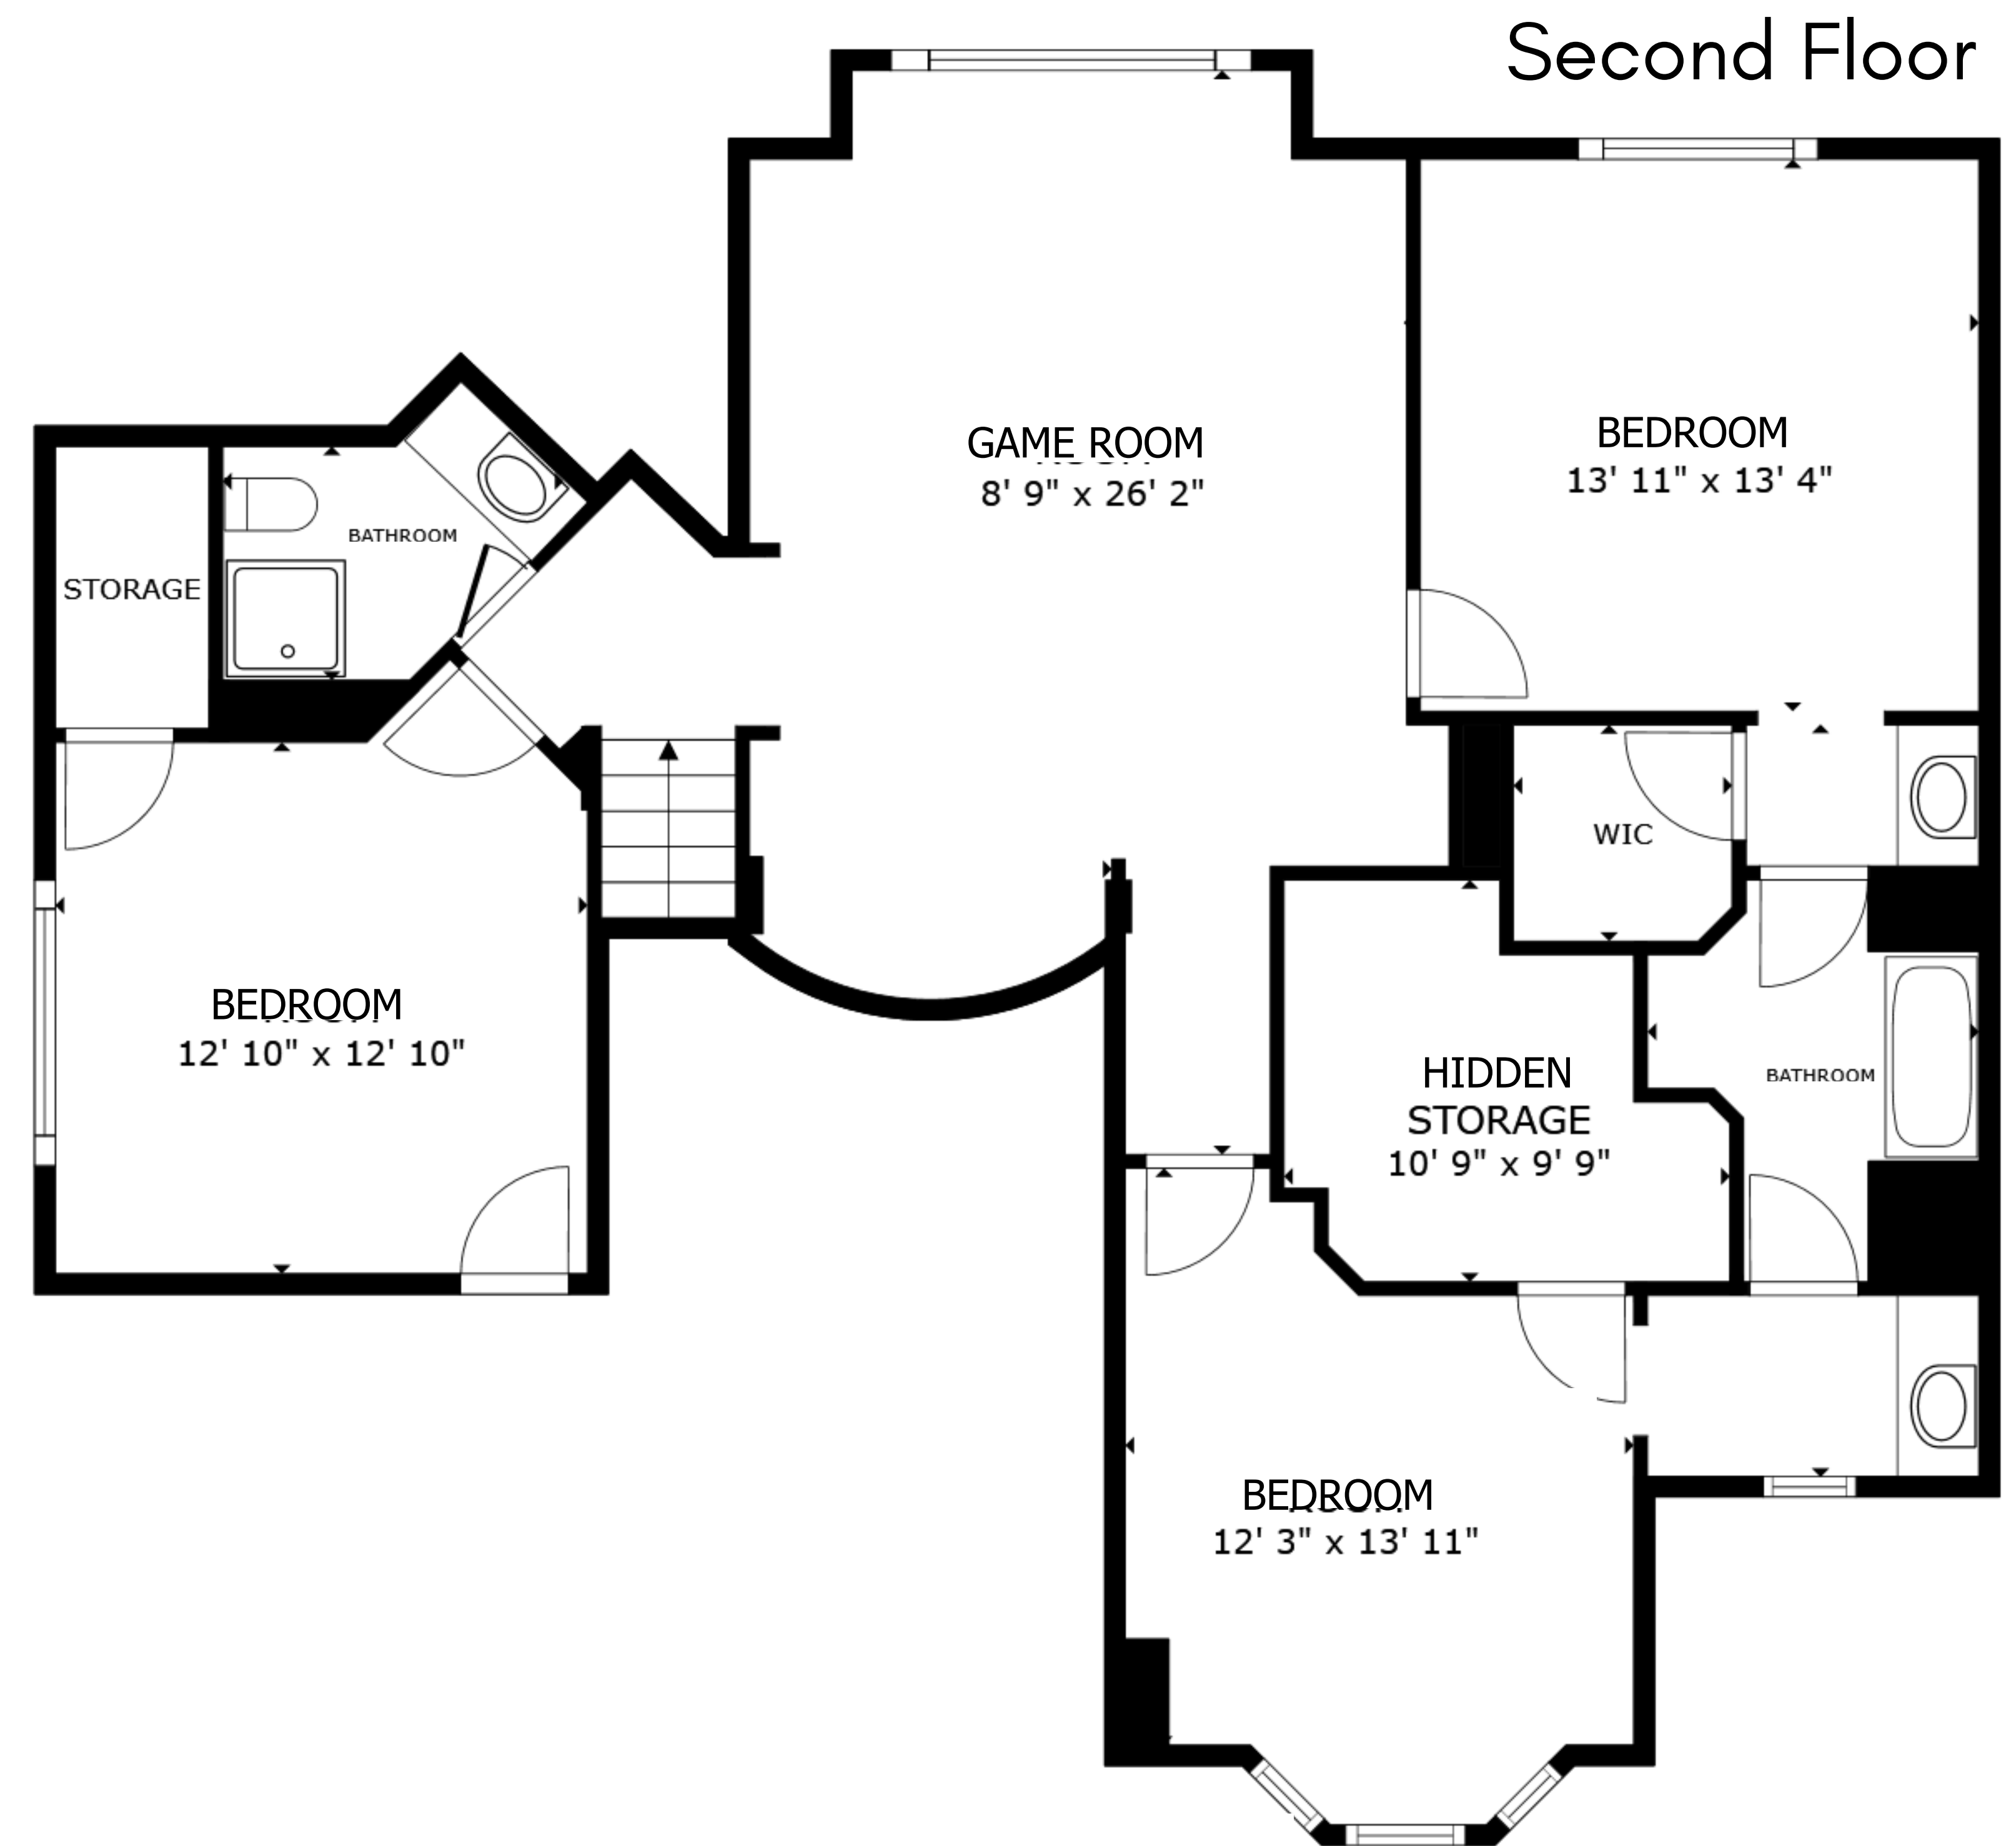 Second Floor
GAME ROOM
8' 9" x 26' 2"
BEDROOM
13' 11" x 13' 4"
BATHROOM
STORAGE
WIC
BEDROOM
12' 10" x 12' 10"
HIDDEN
STORAGE
10' 9" x 9' 9"
BATHROOM
BEDROOM
12' 3" x 13' 11"